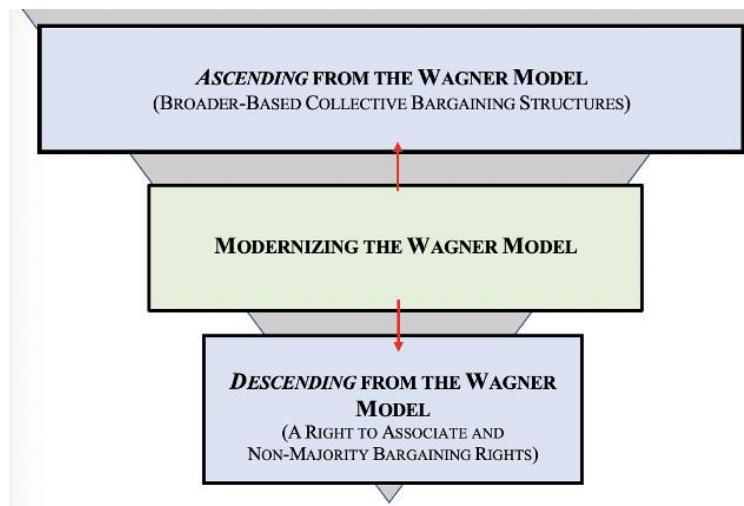 ASCENDING FROM THE WAGNER MODEL
(BROADER-BASED COLLECTIVE BARGAINING STRUCTURES)
MODERNIZING THE WAGNER MODEL
DESCENDING FROM THE WAGNER
MODEL
(A RIGHT TO ASSOCIATE AND
NON-MAJORITY BARGAINING RIGHTS)